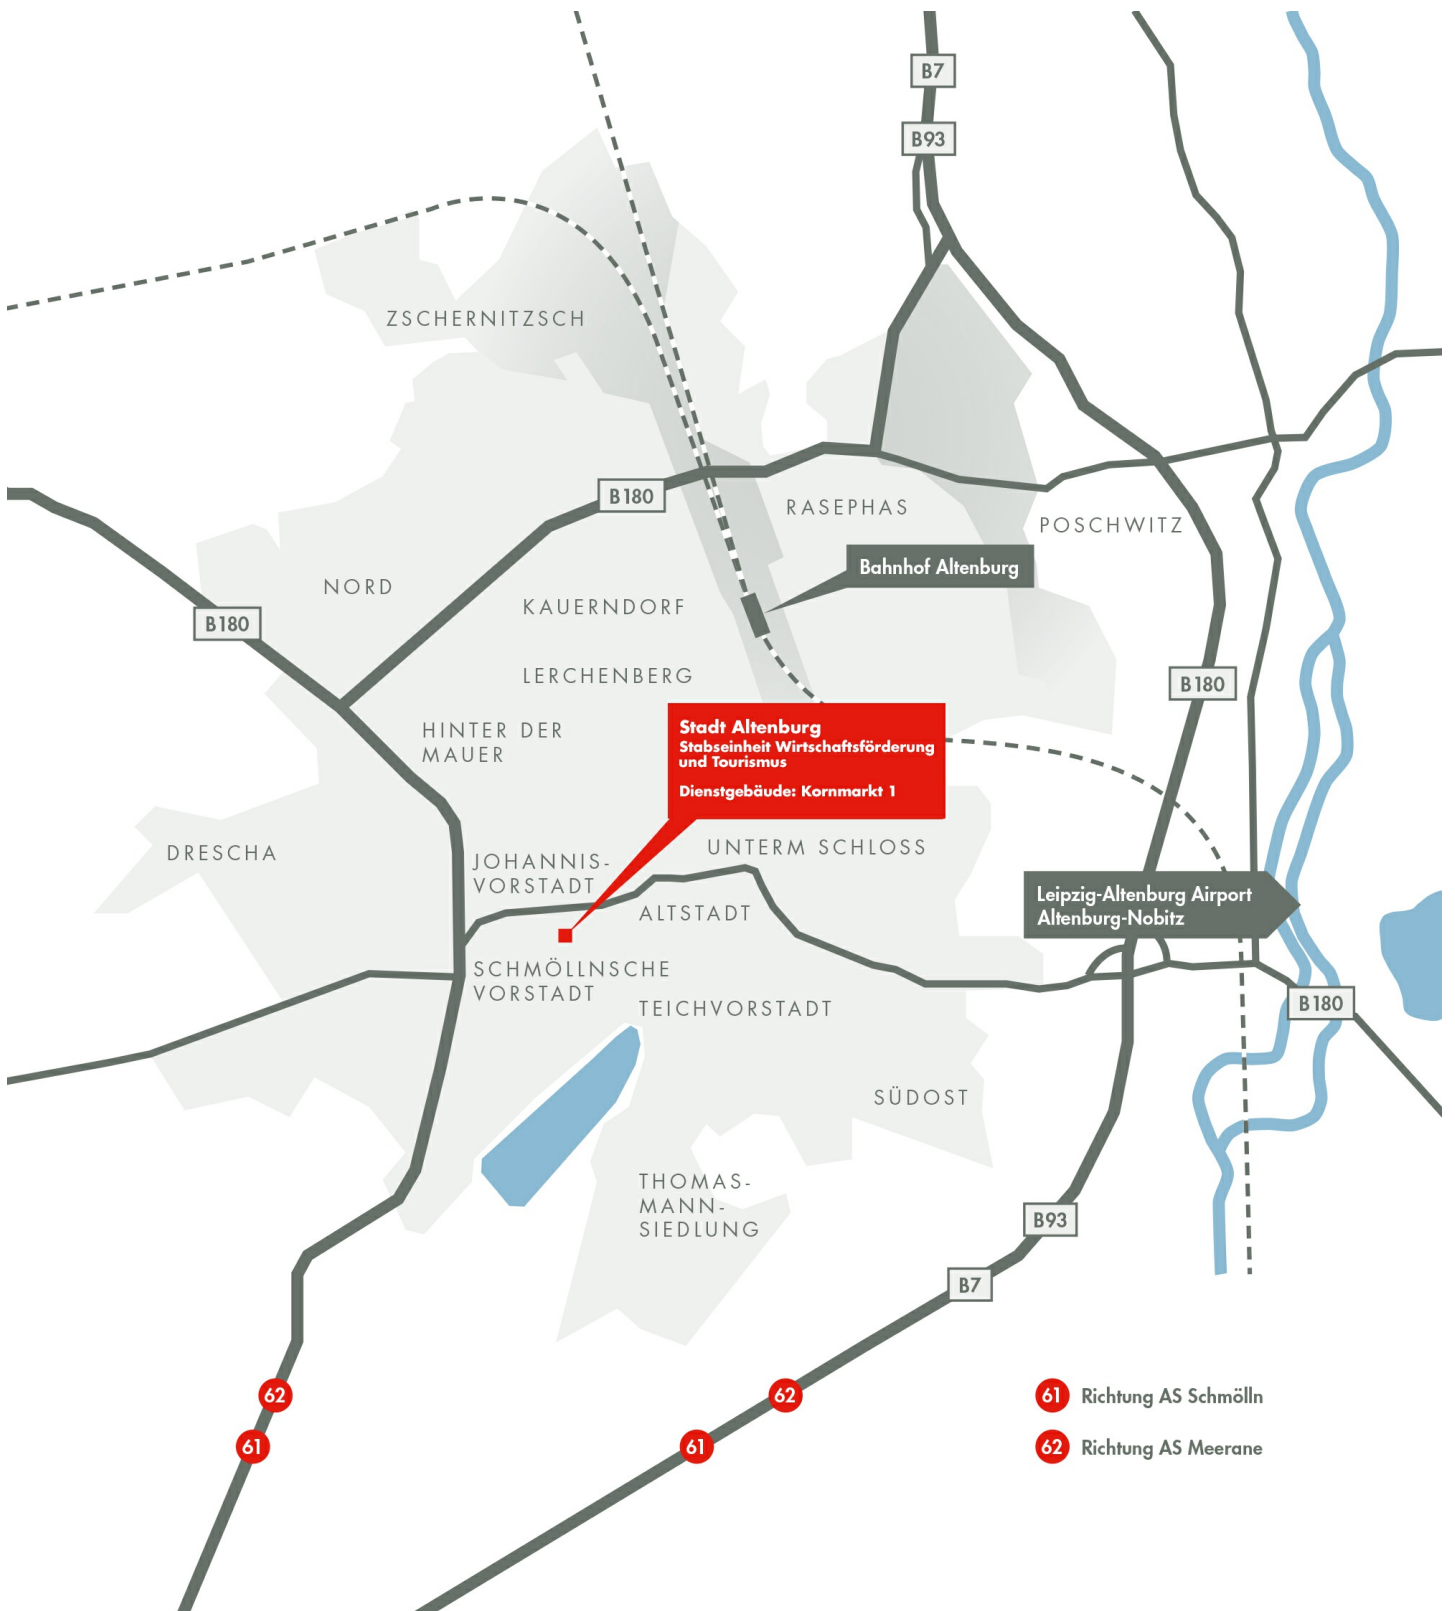 B7
B93
ZSCHERNITZSCH
B180
RASEPHAS
POSCHWITZ
Bahnhof Altenburg
NORD
KAUERNDORF
B180
LERCHENBERG
B180
HINTER DER
MAUER
Stadt Altenburg
Stabseinheit Wirtschaftsförderung
und Tourismus
Dienstgebäude: Kornmarkt 1
DRESCHA
JOHANNIS-
VORSTADT
UNTERM SCHLOSS
Leipzig-Altenburg Airport
Altenburg-Nobitz
ALTSTADT
SCHMÖLLNSCHE
VORSTADT
TEICHVORSTADT
B180
SÜDOST
THOMAS-
MANN-
SIEDLUNG
B93
B7
62
62
61
61
61 Richtung AS Schmölln
62 Richtung AS Meerane